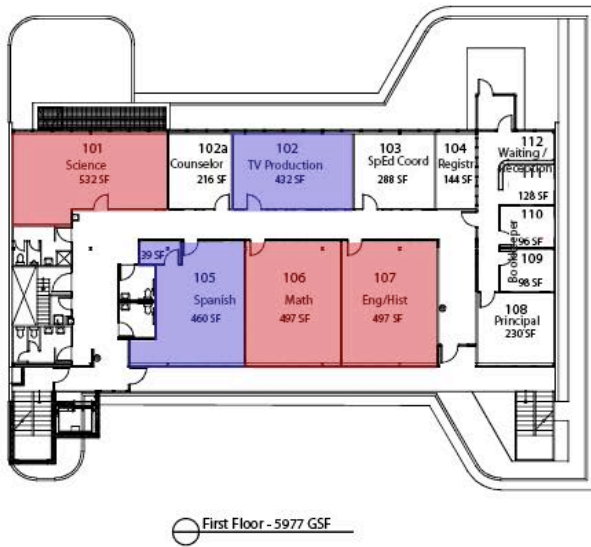 101
Science
532 SF
102a
Counselor
216 SF
102
TV Production
432 SF
103
SpEd Coord
288 SF
104
Registr.
144 SF
112
Waiting /
Reception
111
128 SF
110
96 SF
Bookkeeper
109
98 SF
108
Principal
230 SF
39 SF
105
Spanish
460 SF
106
Math
497 SF
107
Eng/Hist
497 SF
First Floor - 5977 GSF